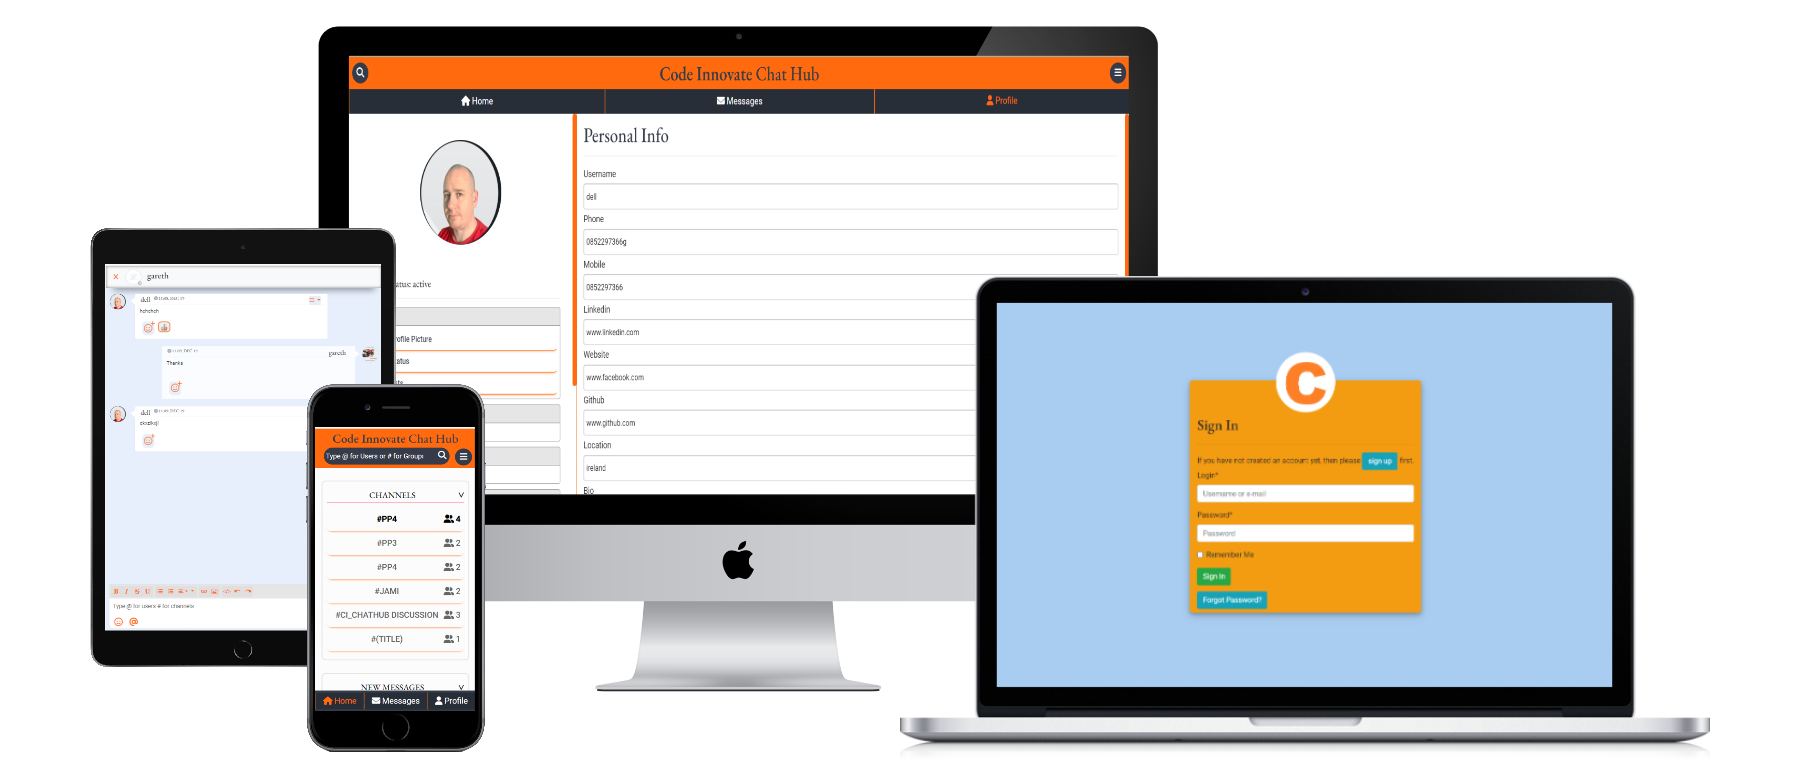 Code Innovate Chat Hub
Home
Messages
Profile
Personal Info
Username
dell
Phone
0852297366g
Mobile
0852297366
Linkedin
www.linkedin.com
Website
www.facebook.com
Github
www.github.com
Location
ireland
Bio
atus: active
ofile Picture
tatus
gareth
dell
hchchch
gareth
Thanks
dell
Type @ for users # for channels
Code Innovate Chat Hub
Type @ for Users or # for Group
CHANNELS
#PP4 4
#PP3 2
#PP4 2
#JAMI 2
#CI_CHATHUB DISCUSSION 3
#(TITLE) 1
NEW MESSAGES
Home Messages Profile
C
Sign In
If you have not created an account yet, then please sign up first.
Login*
Username or e-mail
Password*
Password
Remember Me
Sign In
Forgot Password?